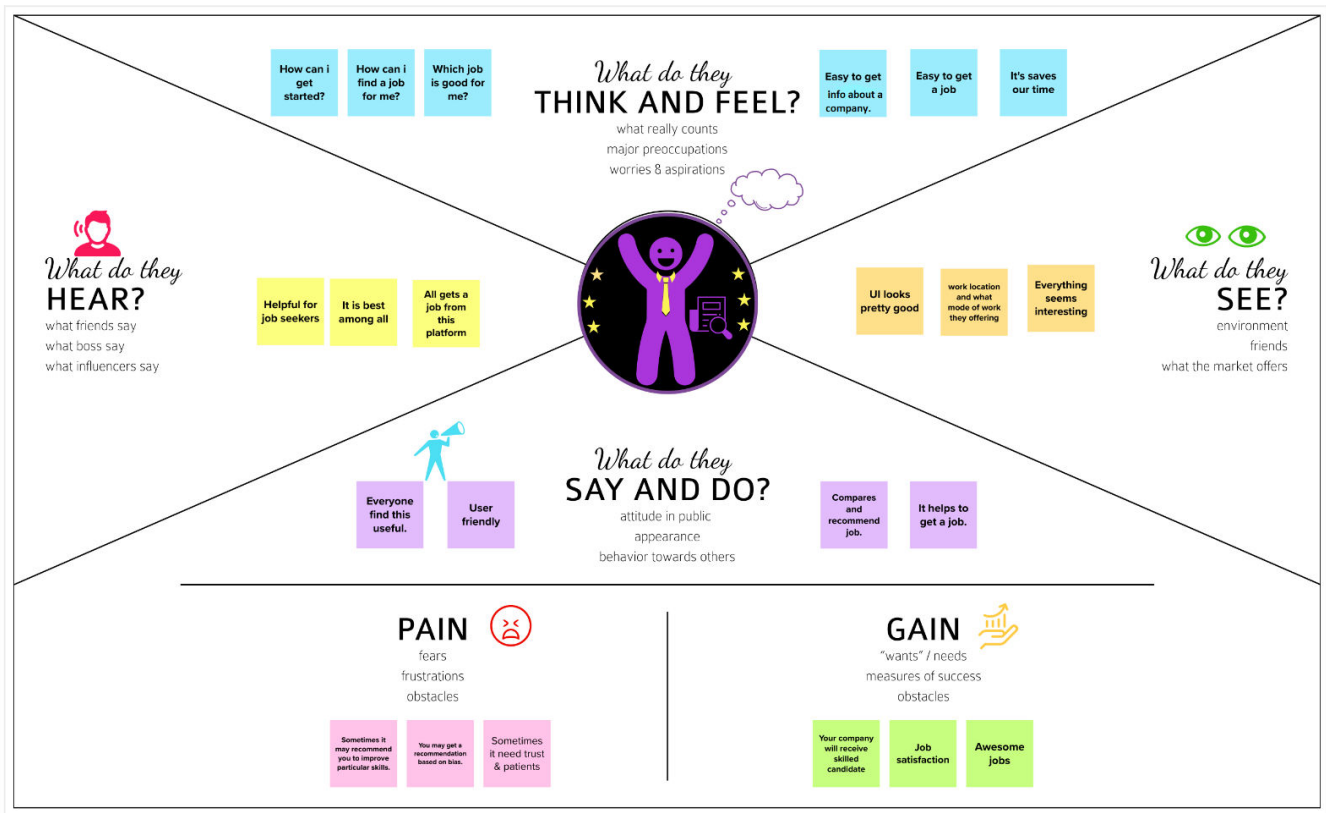 How can i
get
started?
How can i
find a job
for me?
Which job
is good for
me?
What do they
THINK AND FEEL?
what really counts
major preoccupations
worries & aspirations
Easy to get
info about a
company.
Easy to get
a job
It's saves
our time
What do they
HEAR?
what friends say
what boss say
what influencers say
Helpful for
job seekers
It is best
among all
All gets a
job from
this
platform
UI looks
pretty good
work location
and what
mode of work
they offering
Everything
seems
interesting
What do they
SEE?
environment
friends
what the market offers
Everyone
find this
useful.
User
friendly
What do they
SAY AND DO?
attitude in public
appearance
behavior towards others
Compares
and
recommend
job.
It helps to
get a job.
PAIN
fears
frustrations
obstacles
Sometimes it
may recommend
you to improve
particular skills.
You may get a
recommendation
based on bias.
Sometimes
it need trust
& patients
GAIN
"wants" / needs
measures of success
obstacles
Your company
will receive
skilled
candidate
Job
satisfaction
Awesome
jobs